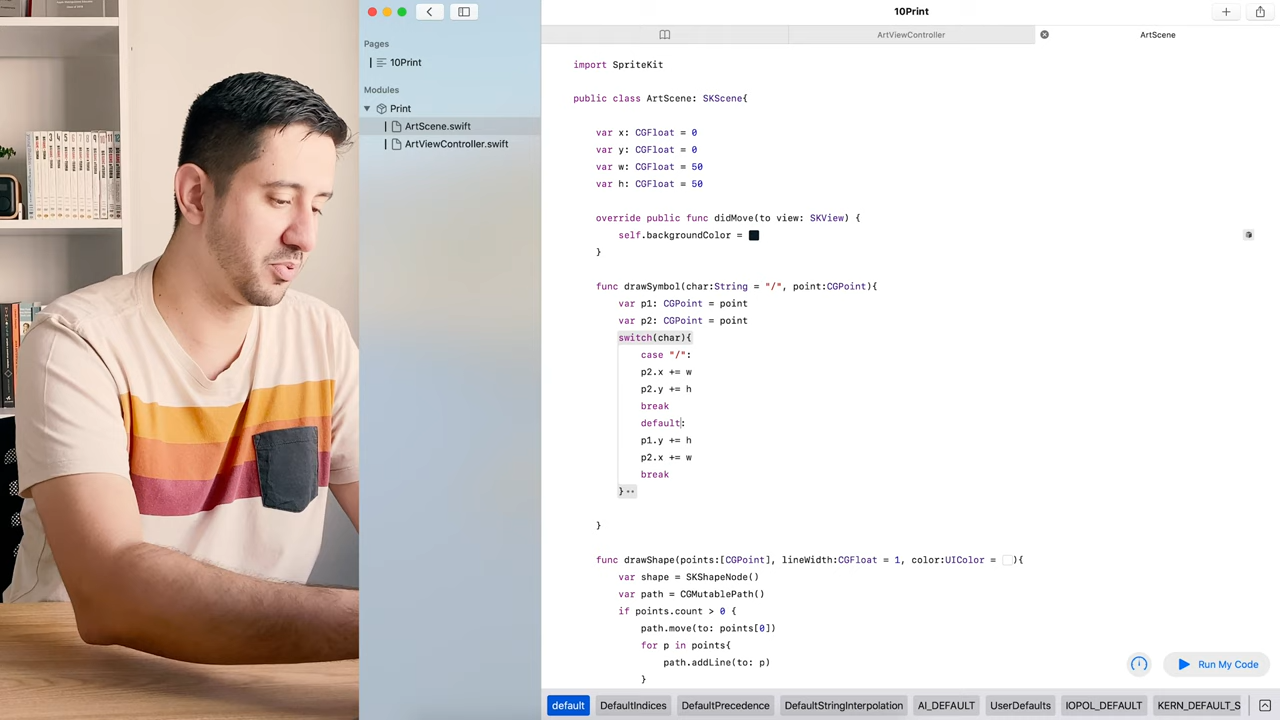 10Print
Pages
10Print
Modules
Print
ArtScene.swift
ArtViewController.swift
ArtViewController
ArtScene
import SpriteKit
public class ArtScene: SKScene{
var x: CGFloat = 0
var y: CGFloat = 0
var w: CGFloat = 50
var h: CGFloat = 50
override public func didMove(to view: SKView) {
self.backgroundColor =
}
func drawSymbol(char:String = "/", point:CGPoint){
var p1: CGPoint = point
var p2: CGPoint = point
switch(char){
case "/":
p2.x += w
p2.y += h
break
default:
p1.y += h
p2.x += w
break
}
}
func drawShape(points:[CGPoint], lineWidth:CGFloat = 1, color:UIColor = ){
var shape = SKShapeNode()
var path = CGMutablePath()
if points.count > 0 {
path.move(to: points[0])
for p in points{
path.addLine(to: p)
}
Run My Code
default DefaultIndices DefaultPrecedence DefaultStringInterpolation AI_DEFAULT UserDefaults IOPOL_DEFAULT KERN_DEFAULT_S